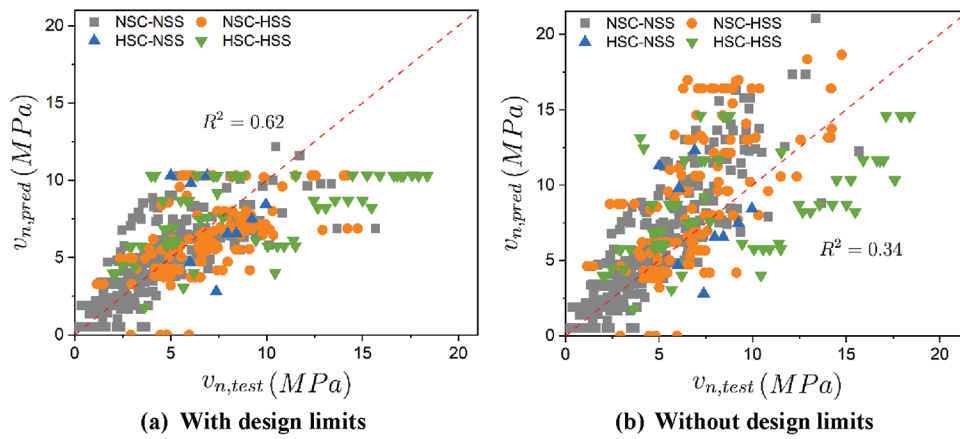 NSC-NSS NSC-HSS
HSC-NSS HSC-HSS
20
15
10
5
0
v_{n,pred} (MPa)
R² = 0.62
0 5 10 15 20
v_{n,test} (MPa)
(a) With design limits
NSC-NSS NSC-HSS
HSC-NSS HSC-HSS
20
15
10
5
0
v_{n,pred} (MPa)
R² = 0.34
0 5 10 15 20
v_{n,test} (MPa)
(b) Without design limits